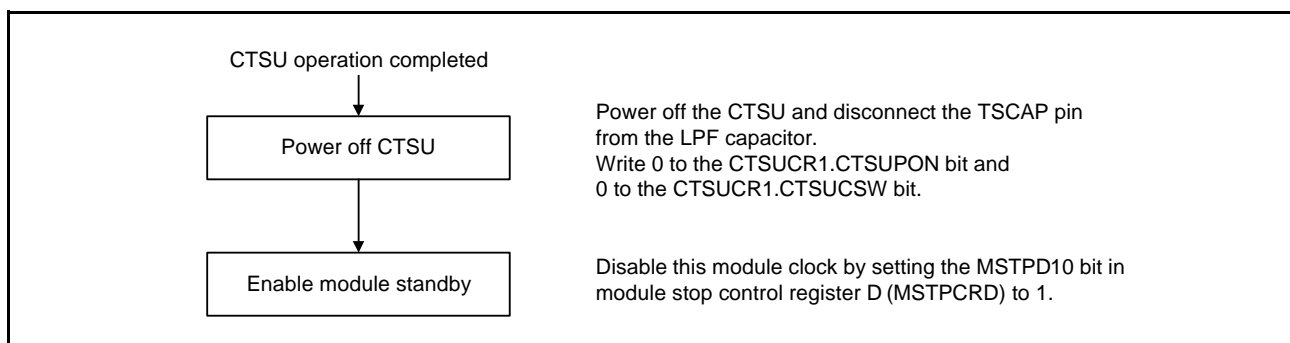 CTSU operation completed
Power off CTSU
Power off the CTSU and disconnect the TSCAP pin
from the LPF capacitor.
Write 0 to the CTSUCR1.CTSUPON bit and
0 to the CTSUCR1.CTSUCSW bit.
Enable module standby
Disable this module clock by setting the MSTPD10 bit in
module stop control register D (MSTPCRD) to 1.